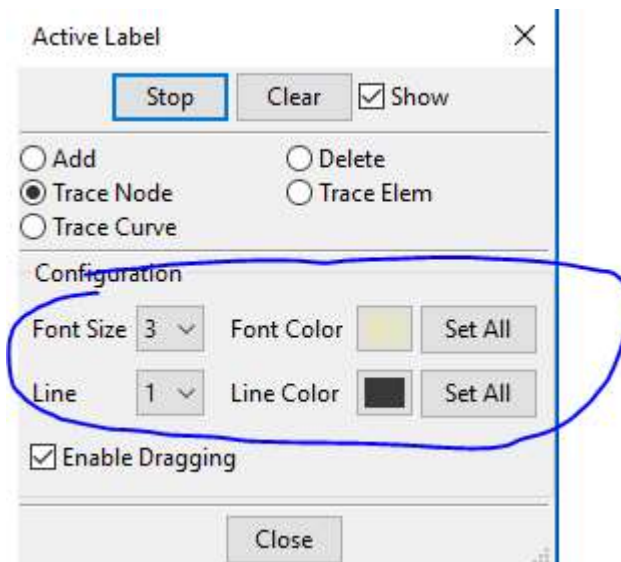 Active Label
Stop Clear Show
Add Delete
Trace Node Trace Elem
Trace Curve
Configuration
Font Size 3 Font Color Set All
Line 1 Line Color Set All
Enable Dragging
Close